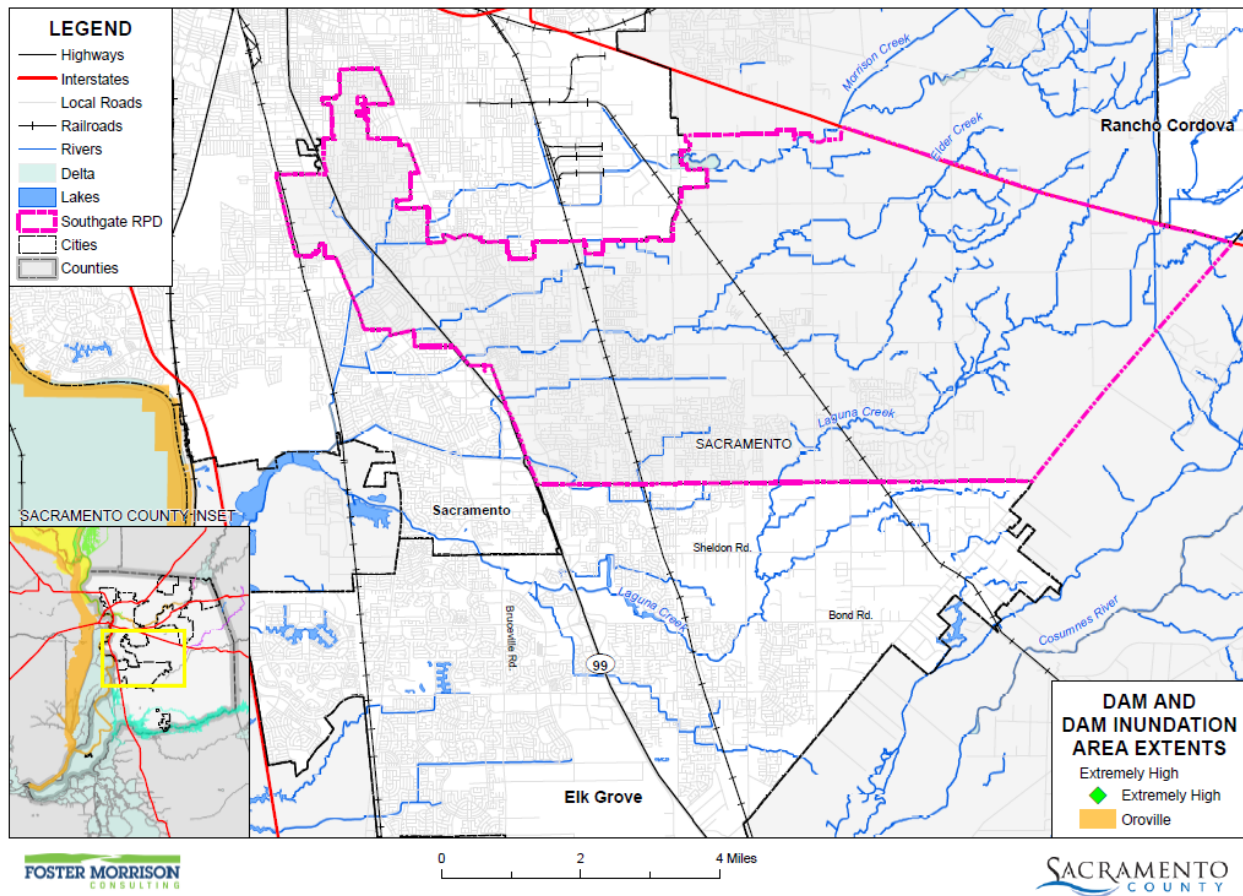 LEGEND
Highways
Interstates
Local Roads
Railroads
Rivers
Delta
Lakes
Southgate RPD
Cities
Counties
Morrison Creek
Elder Creek
Rancho Cordova
Laguna Creek
SACRAMENTO
SACRAMENTO COUNTY INSET
Sacramento
Sheldon Rd.
Laguna Creek
Bruceville Rd.
Bond Rd.
Cosumnes River
99
Elk Grove
DAM AND
DAM INUNDATION
AREA EXTENTS
Extremely High
Extremely High
Oroville
FOSTER MORRISON
CONSULTING
0 2 4 Miles
SACRAMENTO
COUNTY